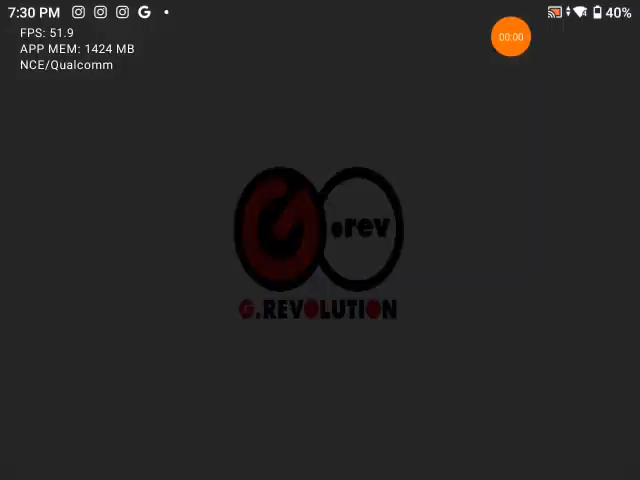 7:30 PM G 40%
FPS: 51.9
APP MEM: 1424 MB
NCE/Qualcomm
00:00
G.rev
G.REVOLUTION